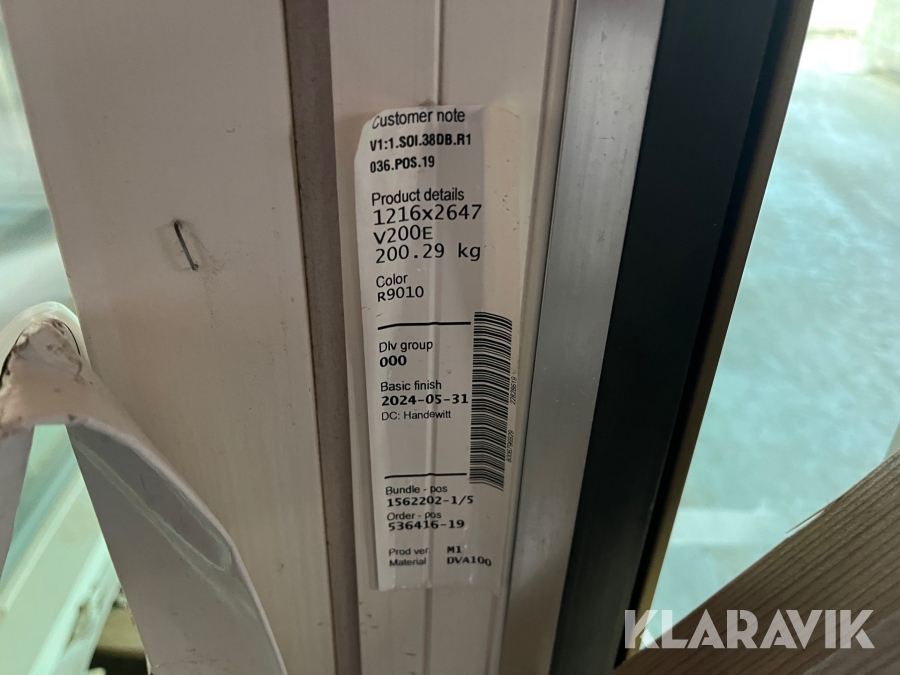 Customer note
V1:1.SOI.38DB.R1
036.POS.19
Product details
1216x2647
V200E
200.29 kg
Color
R9010
Dlv group
000
Basic finish
2024-05-31
DC: Handewitt
Bundle - pos
1562202-1/5
Order - pos
536416-19
Prod ver M1
Material DVA100
KLARAVIK